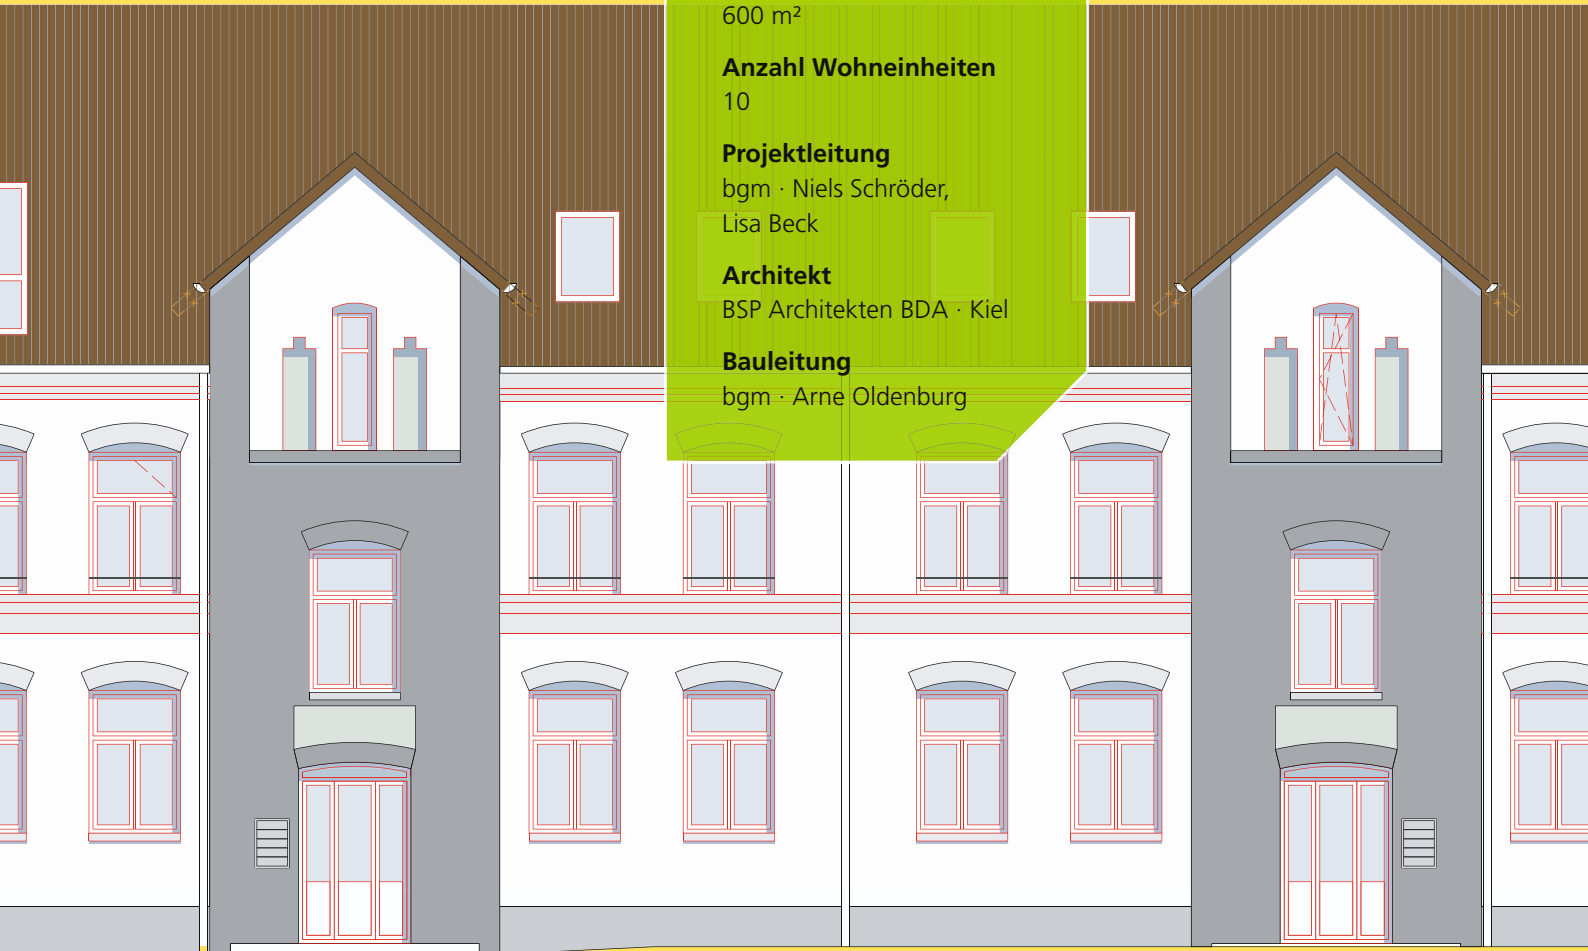 600 m²
Anzahl Wohneinheiten
10
Projektleitung
bgm · Niels Schröder,
Lisa Beck
Architekt
BSP Architekten BDA · Kiel
Bauleitung
bgm · Arne Oldenburg